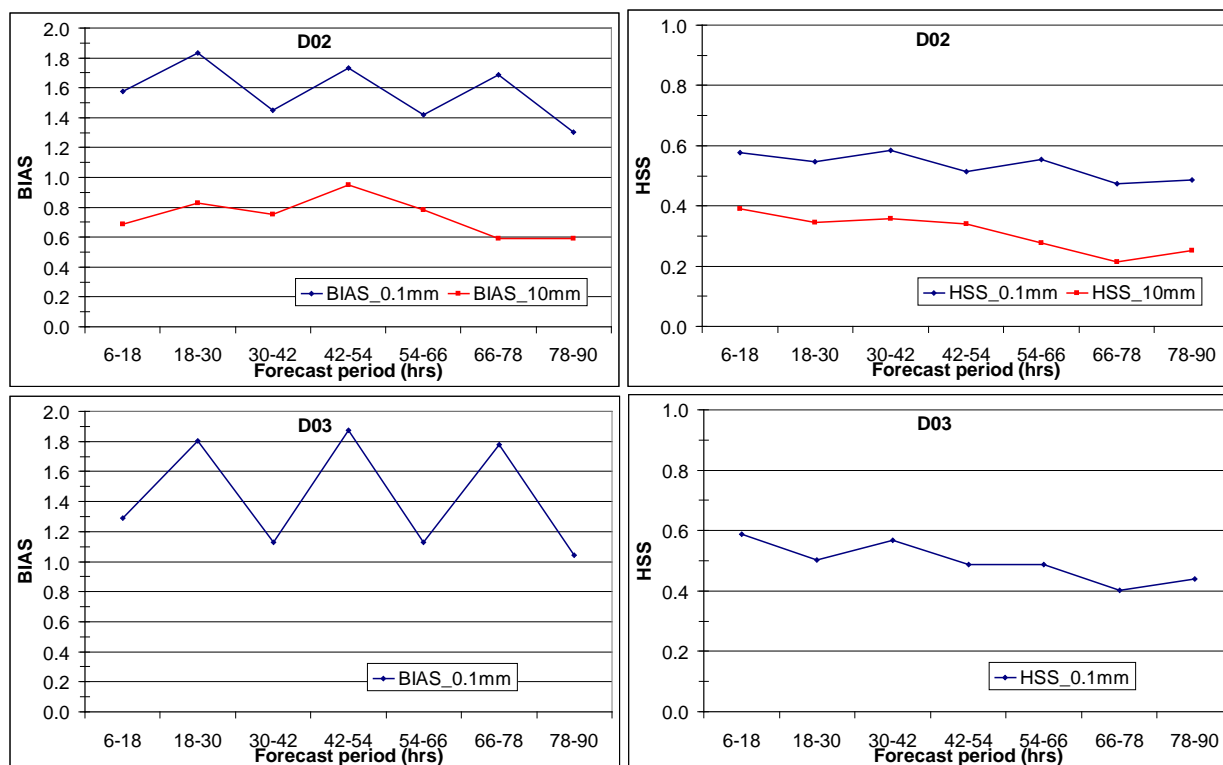 D02
2.0
1.8
1.6
1.4
1.2
1.0
0.8
0.6
0.4
0.2
0.0
BIAS
BIAS_0.1mm BIAS_10mm
6-18 18-30 30-42 42-54 54-66 66-78 78-90
Forecast period (hrs)
D02
1.0
0.8
0.6
0.4
0.2
0.0
HSS
HSS_0.1mm HSS_10mm
6-18 18-30 30-42 42-54 54-66 66-78 78-90
Forecast period (hrs)
D03
2.0
1.8
1.6
1.4
1.2
1.0
0.8
0.6
0.4
0.2
0.0
BIAS
BIAS_0.1mm
6-18 18-30 30-42 42-54 54-66 66-78 78-90
Forecast period (hrs)
D03
1.0
0.8
0.6
0.4
0.2
0.0
HSS
HSS_0.1mm
6-18 18-30 30-42 42-54 54-66 66-78 78-90
Forecast period (hrs)